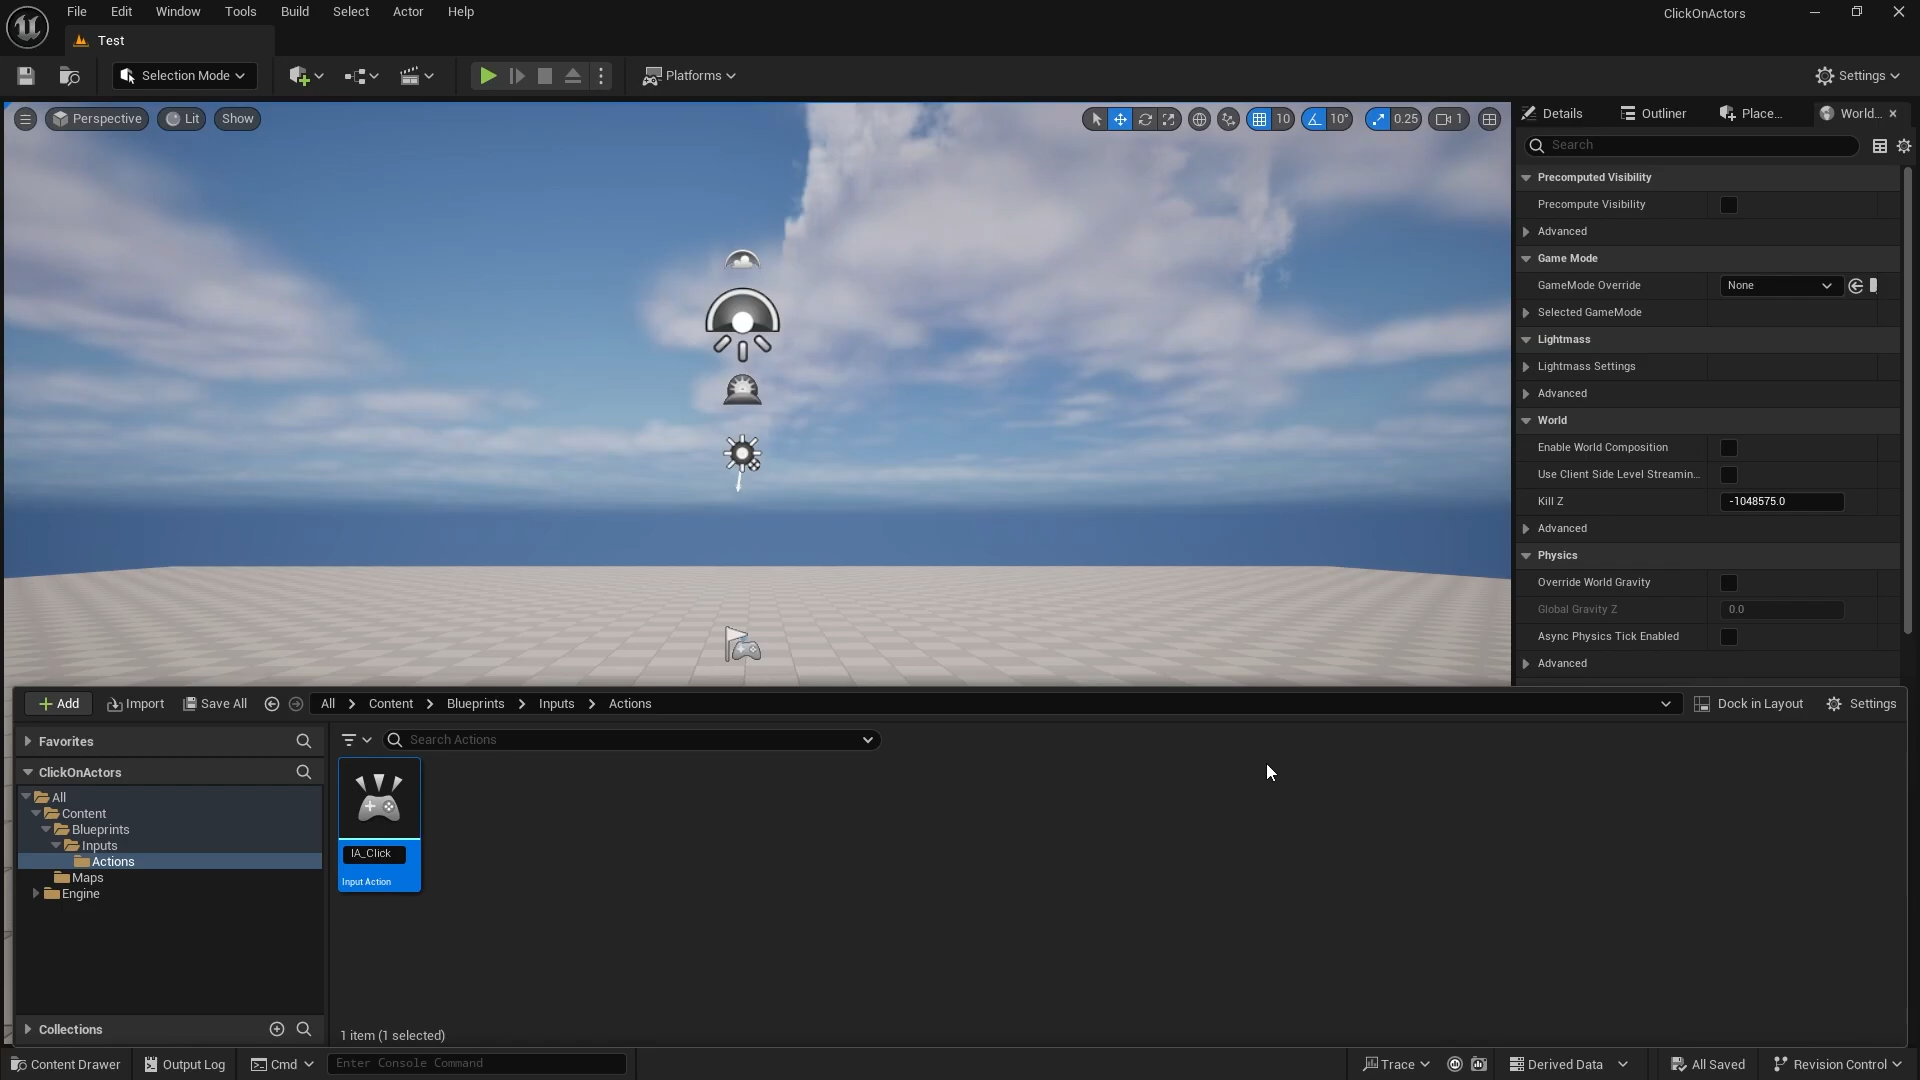 File Edit Window Tools Build Select Actor Help
ClickOnActors
Test
Selection Mode
Platforms
Settings
Perspective
Lit
Show
10
10°
0.25
1
Details
Outliner
Place...
World...
Search
Precomputed Visibility
Precompute Visibility
Advanced
Game Mode
GameMode Override None
Selected GameMode
Lightmass
Lightmass Settings
Advanced
World
Enable World Composition
Use Client Side Level Streamin...
Kill Z -1048575.0
Advanced
Physics
Override World Gravity
Global Gravity Z 0.0
Async Physics Tick Enabled
Advanced
Add
Import
Save All
All > Content > Blueprints > Inputs > Actions
Dock in Layout
Settings
Favorites
Search Actions
ClickOnActors
All
Content
Blueprints
Inputs
Actions
Maps
Engine
IA_Click
Input Action
Collections
1 item (1 selected)
Content Drawer
Output Log
Cmd
Enter Console Command
Trace
Derived Data
All Saved
Revision Control